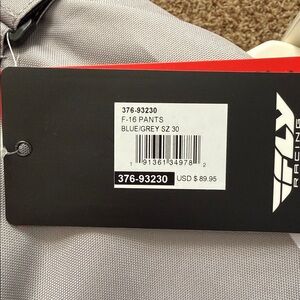 376-93230
F-16 PANTS
BLUE/GREY SZ 30
1 91361 34978 2
376-93230 USD $ 89.95
FLY
RACING